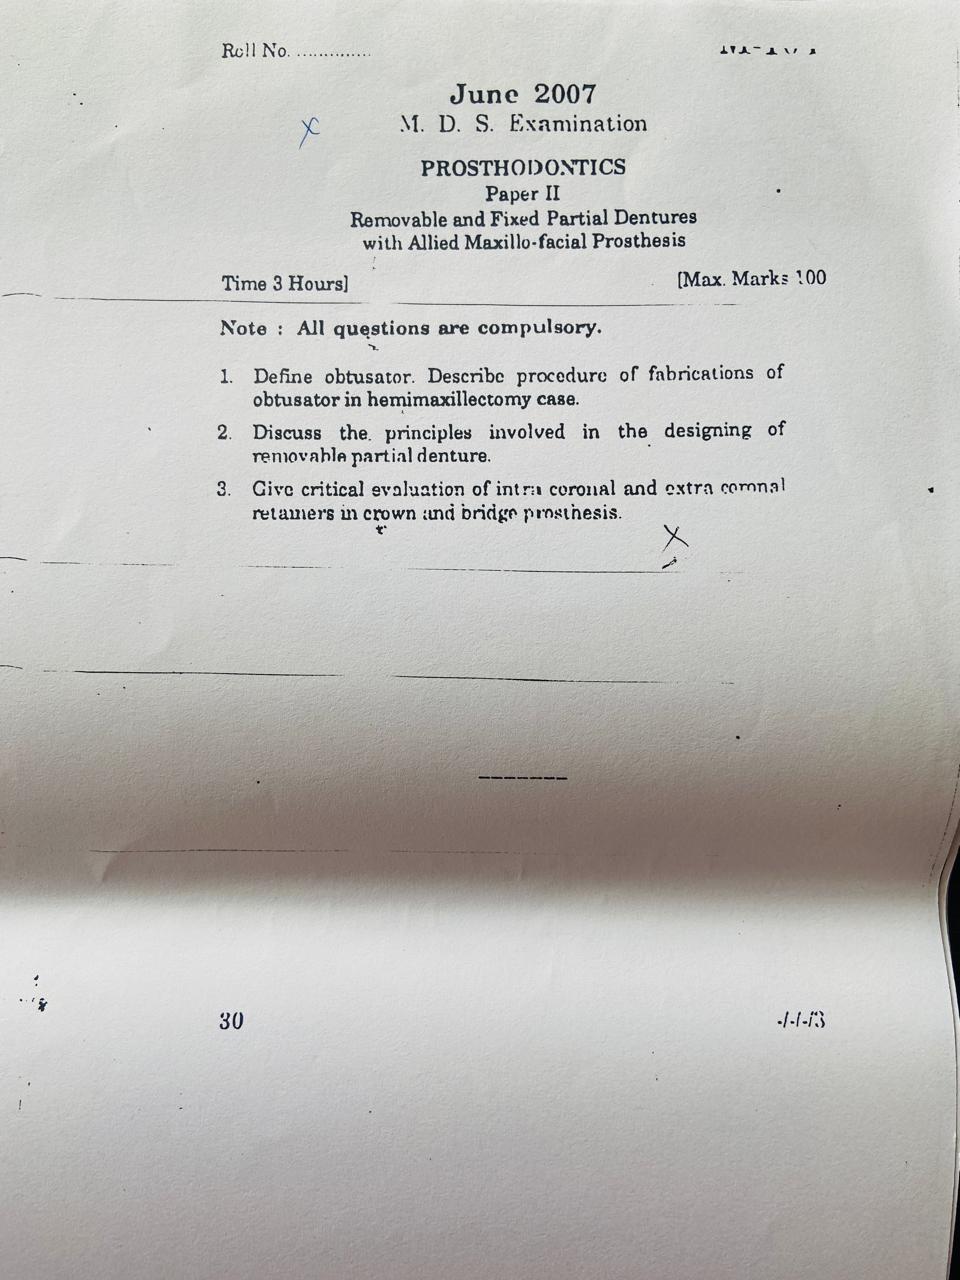 Roll No. ..............
June 2007
M. D. S. Examination
PROSTHODONTICS
Paper II
Removable and Fixed Partial Dentures
with Allied Maxillo-facial Prosthesis
Time 3 Hours] [Max. Marks 100
Note : All questions are compulsory.
1. Define obtusator. Describe procedure of fabrications of
obtusator in hemimaxillectomy case.
2. Discuss the principles involved in the designing of
removable partial denture.
3. Give critical evaluation of intra coronal and extra coronal
retainers in crown and bridge prosthesis.
30